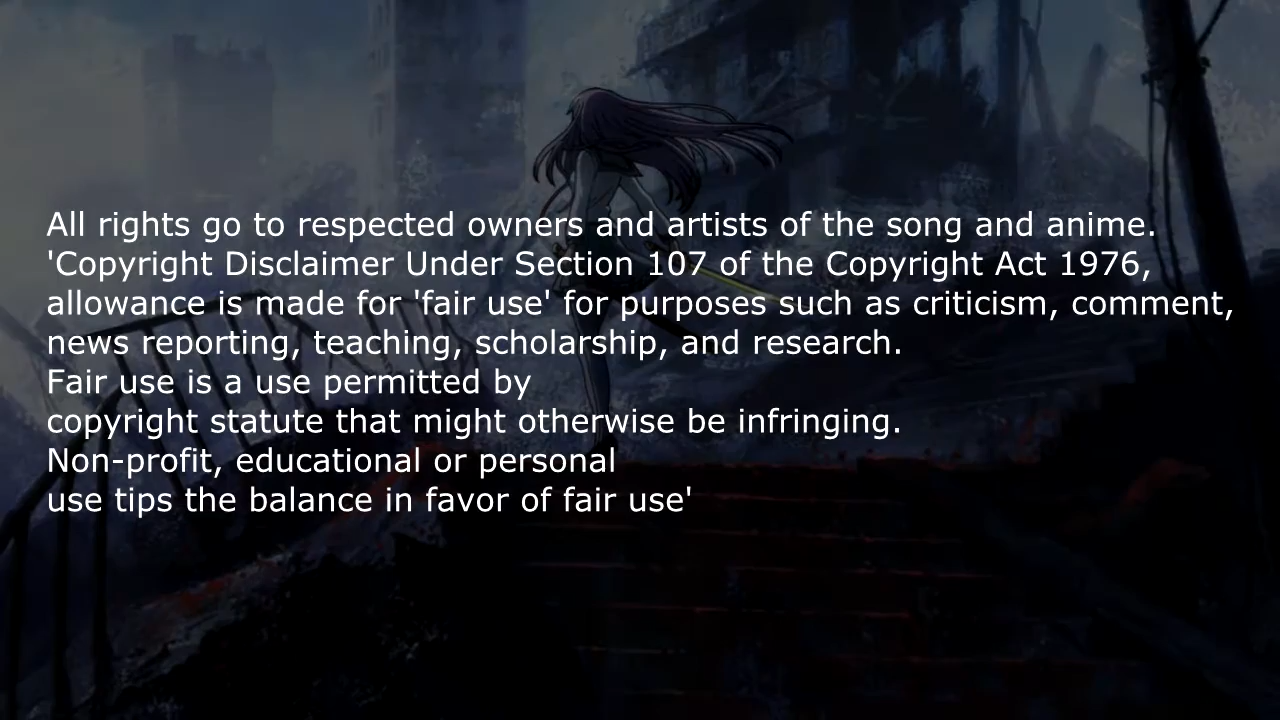 All rights go to respected owners and artists of the song and anime.
'Copyright Disclaimer Under Section 107 of the Copyright Act 1976,
allowance is made for 'fair use' for purposes such as criticism, comment,
news reporting, teaching, scholarship, and research.
Fair use is a use permitted by
copyright statute that might otherwise be infringing.
Non-profit, educational or personal
use tips the balance in favor of fair use'